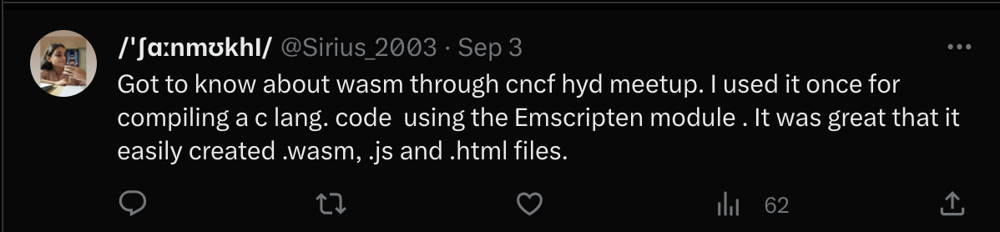 /'ʃɑːnmʊkhI/ @Sirius_2003 · Sep 3
Got to know about wasm through cncf hyd meetup. I used it once for
compiling a c lang. code  using the Emscripten module . It was great that it
easily created .wasm, .js and .html files.
62